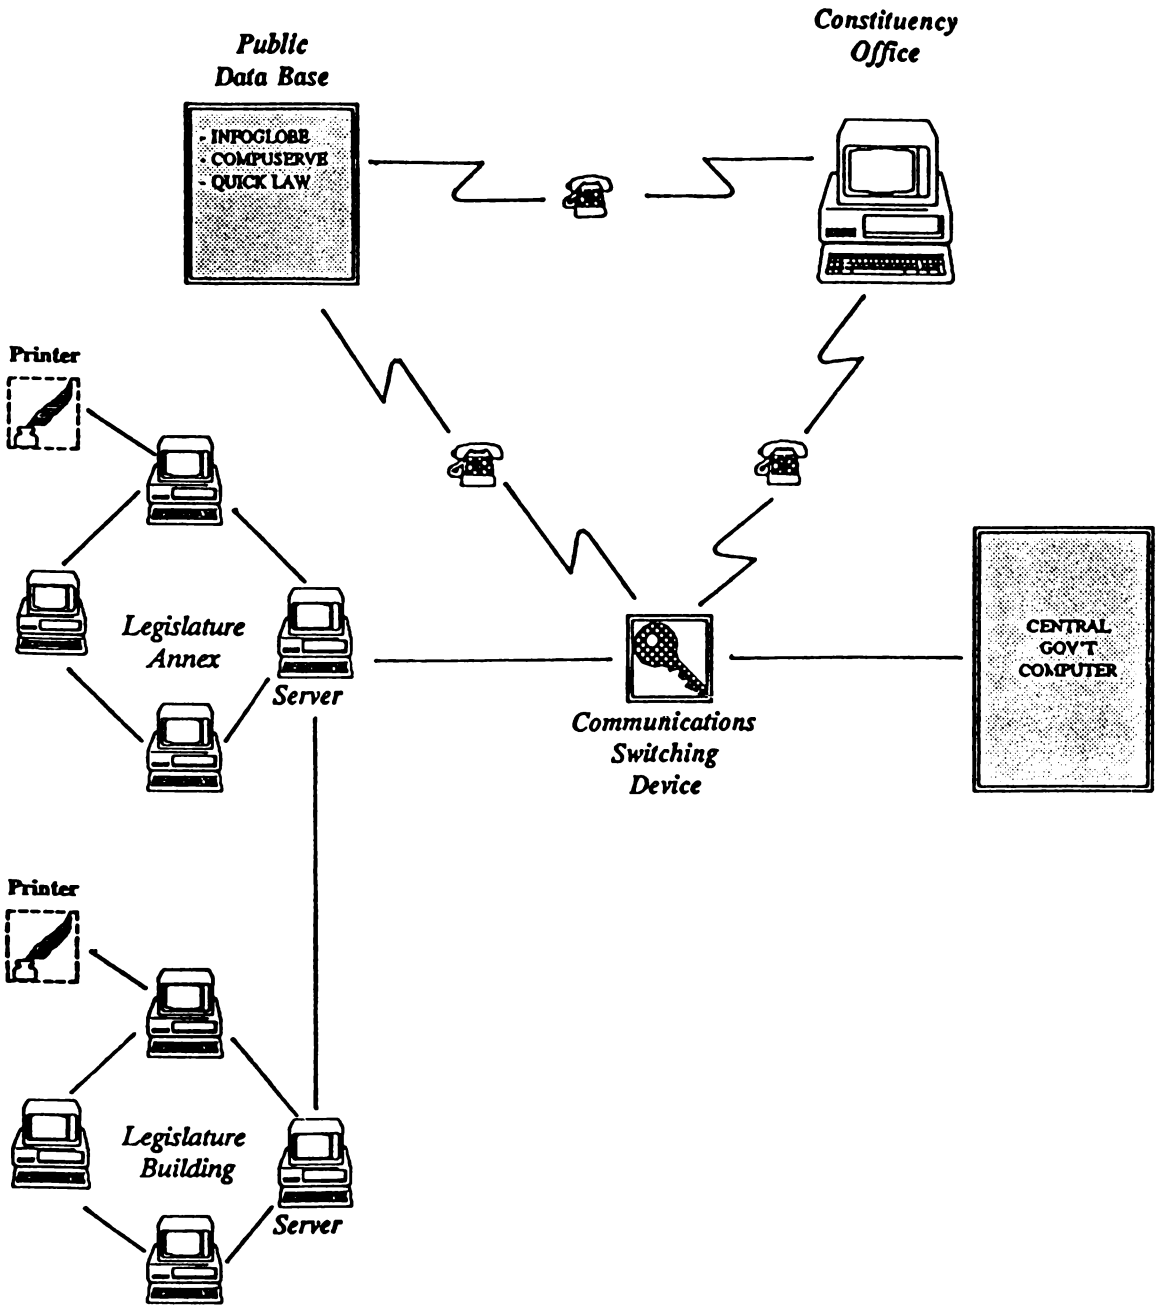 Constituency
Office
Public
Data Base
- INFOGLOBE
- COMPUSERVE
- QUICK LAW
Printer
Legislature
Annex
Server
Communications
Switching
Device
CENTRAL
GOV'T
COMPUTER
Printer
Legislature
Building
Server